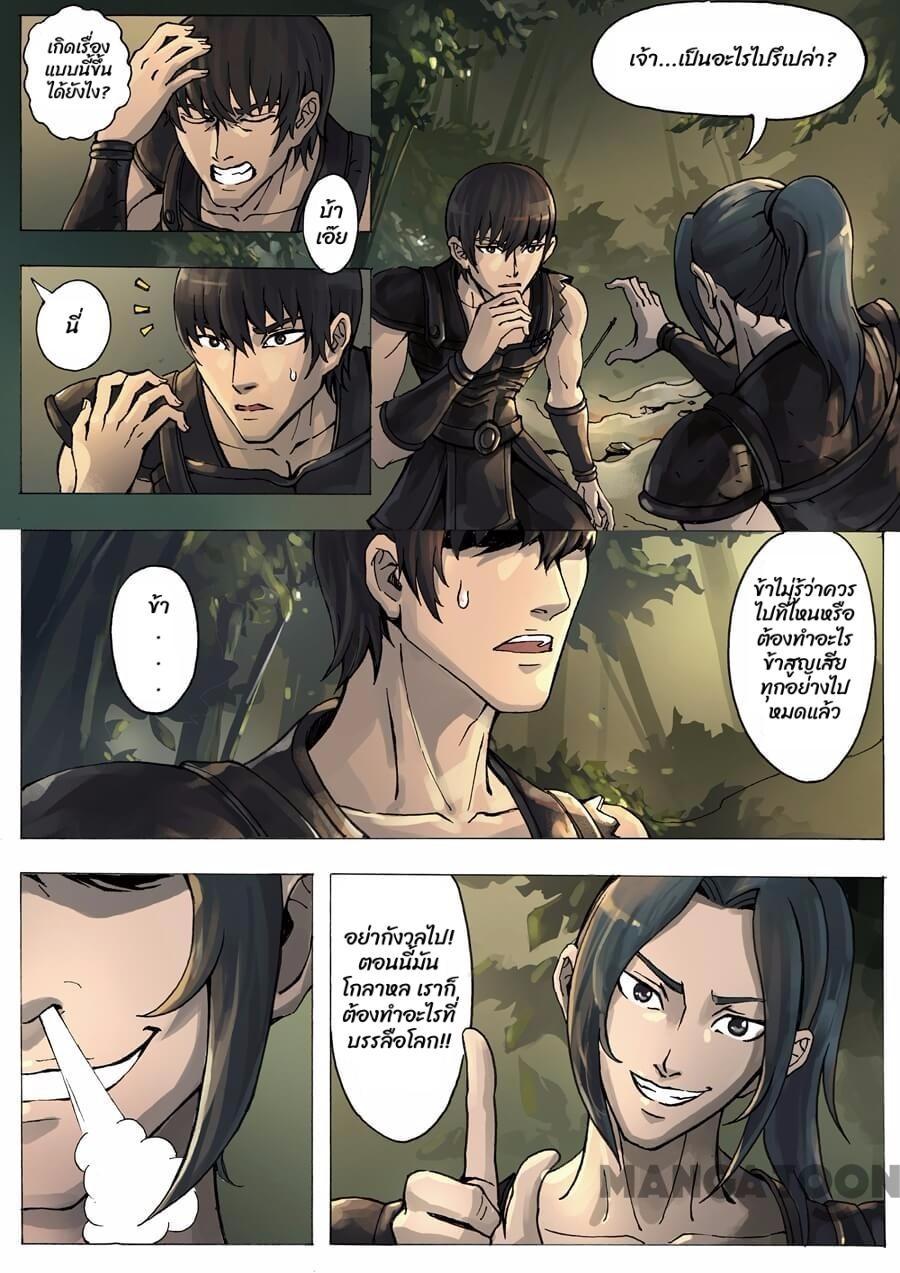 เกิดเรื่อง
แบบนี้ขึ้น
ได้ยังไง?
บ้า
เอ๊ย
เจ้า...เป็นอะไรไปรึเปล่า?
นี่
ข้า
.
.
.
ข้าไม่รู้ว่าควร
ไปที่ไหนหรือ
ต้องทำอะไร
ข้าสูญเสีย
ทุกอย่างไป
หมดแล้ว
อย่ากังวลไป!
ตอนนี้มัน
โกลาหล เราก็
ต้องทำอะไรที่
บรรลือโลก!!
MANGATOON